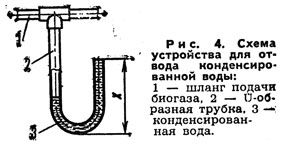 Рис. 4. Схема
устройства для от-
вода конденсиро-
ванной воды:
1 — шланг подачи
биогаза, 2 — U-об-
разная трубка, 3 —
конденсирован-
ная вода.
1
2
3
X